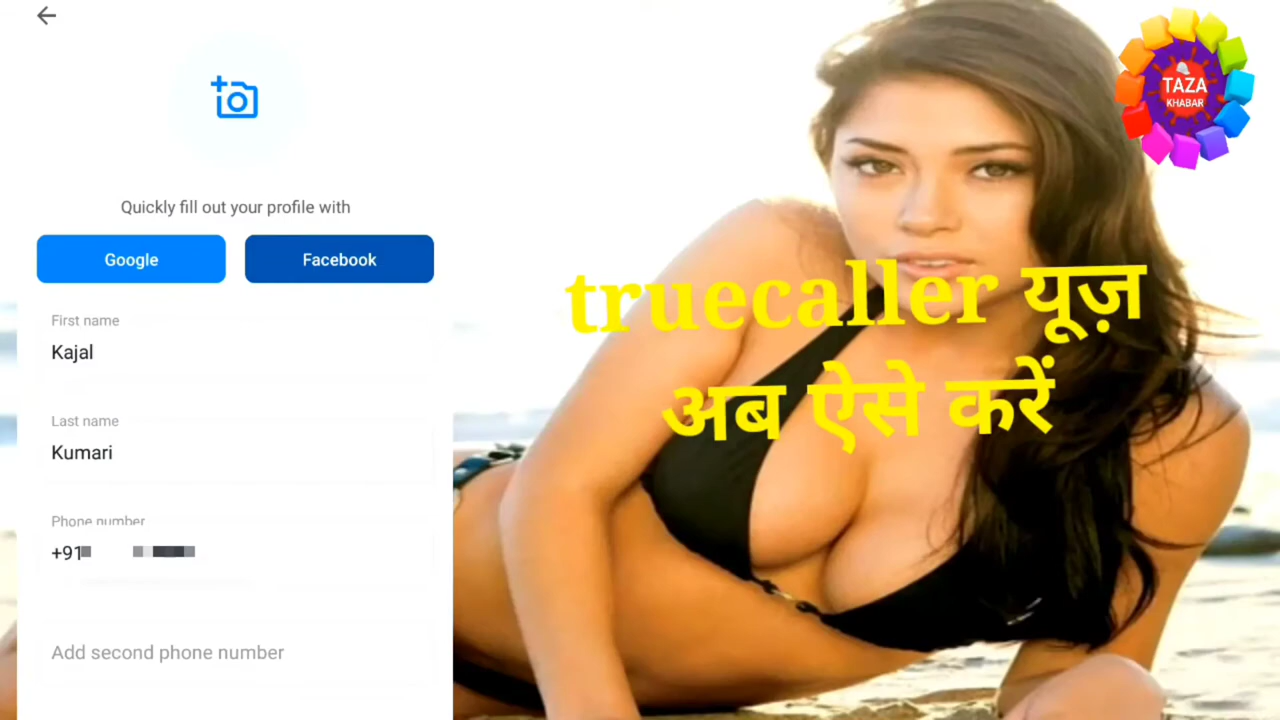 Quickly fill out your profile with
Google
Facebook
First name
Kajal
Last name
Kumari
Phone number
+91
Add second phone number
truecaller यूज़
अब ऐसे करें
TAZA
KHABAR